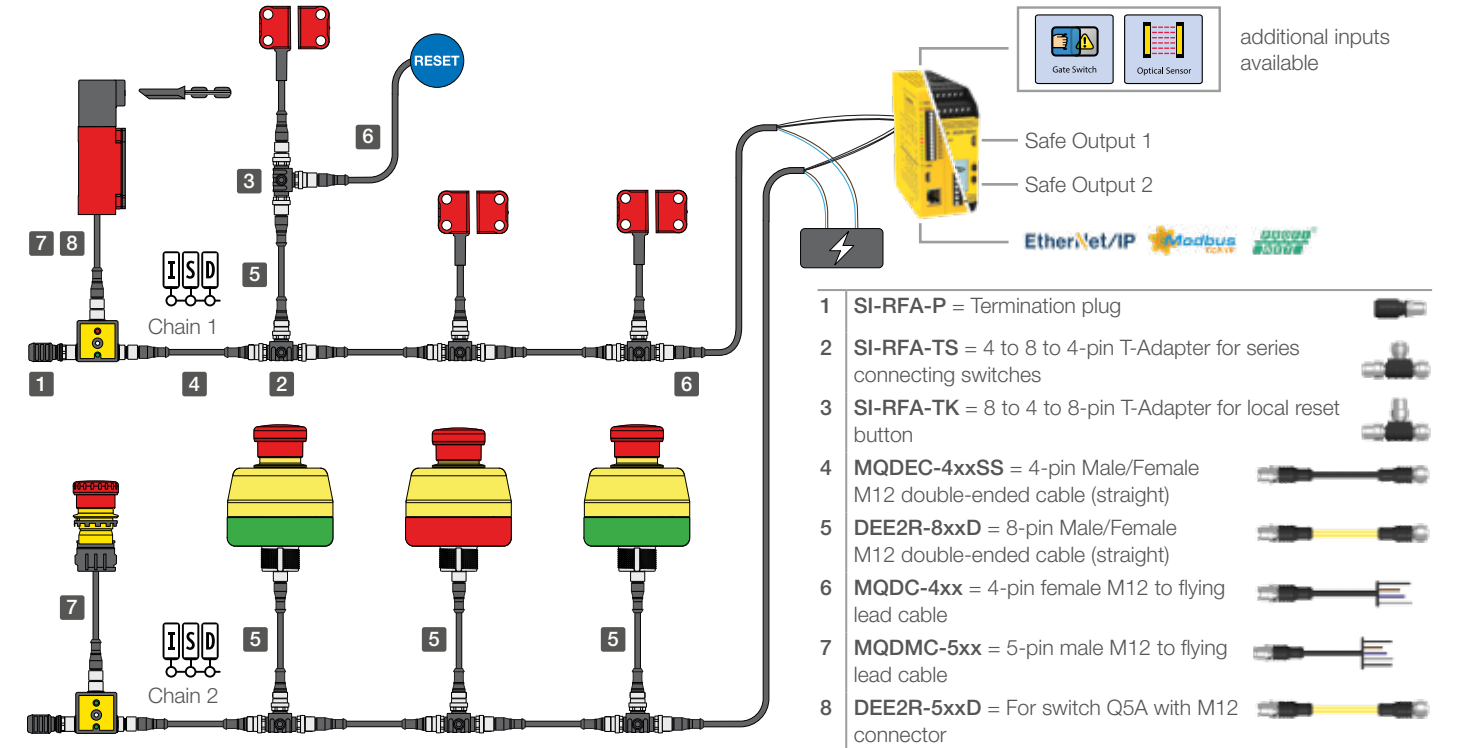 RESET
6
3
7 8
5
ISD
Chain 1
1
4
2
6
7
ISD
Chain 2
5
5
5
Gate Switch
Optical Sensor
additional inputs
available
Safe Output 1
Safe Output 2
EtherNet/IP Modbus TCP/IP PROFI NET
1 SI-RFA-P = Termination plug
2 SI-RFA-TS = 4 to 8 to 4-pin T-Adapter for series
connecting switches
3 SI-RFA-TK = 8 to 4 to 8-pin T-Adapter for local reset
button
4 MQDEC-4xxSS = 4-pin Male/Female
M12 double-ended cable (straight)
5 DEE2R-8xxD = 8-pin Male/Female
M12 double-ended cable (straight)
6 MQDC-4xx = 4-pin female M12 to flying
lead cable
7 MQDMC-5xx = 5-pin male M12 to flying
lead cable
8 DEE2R-5xxD = For switch Q5A with M12
connector